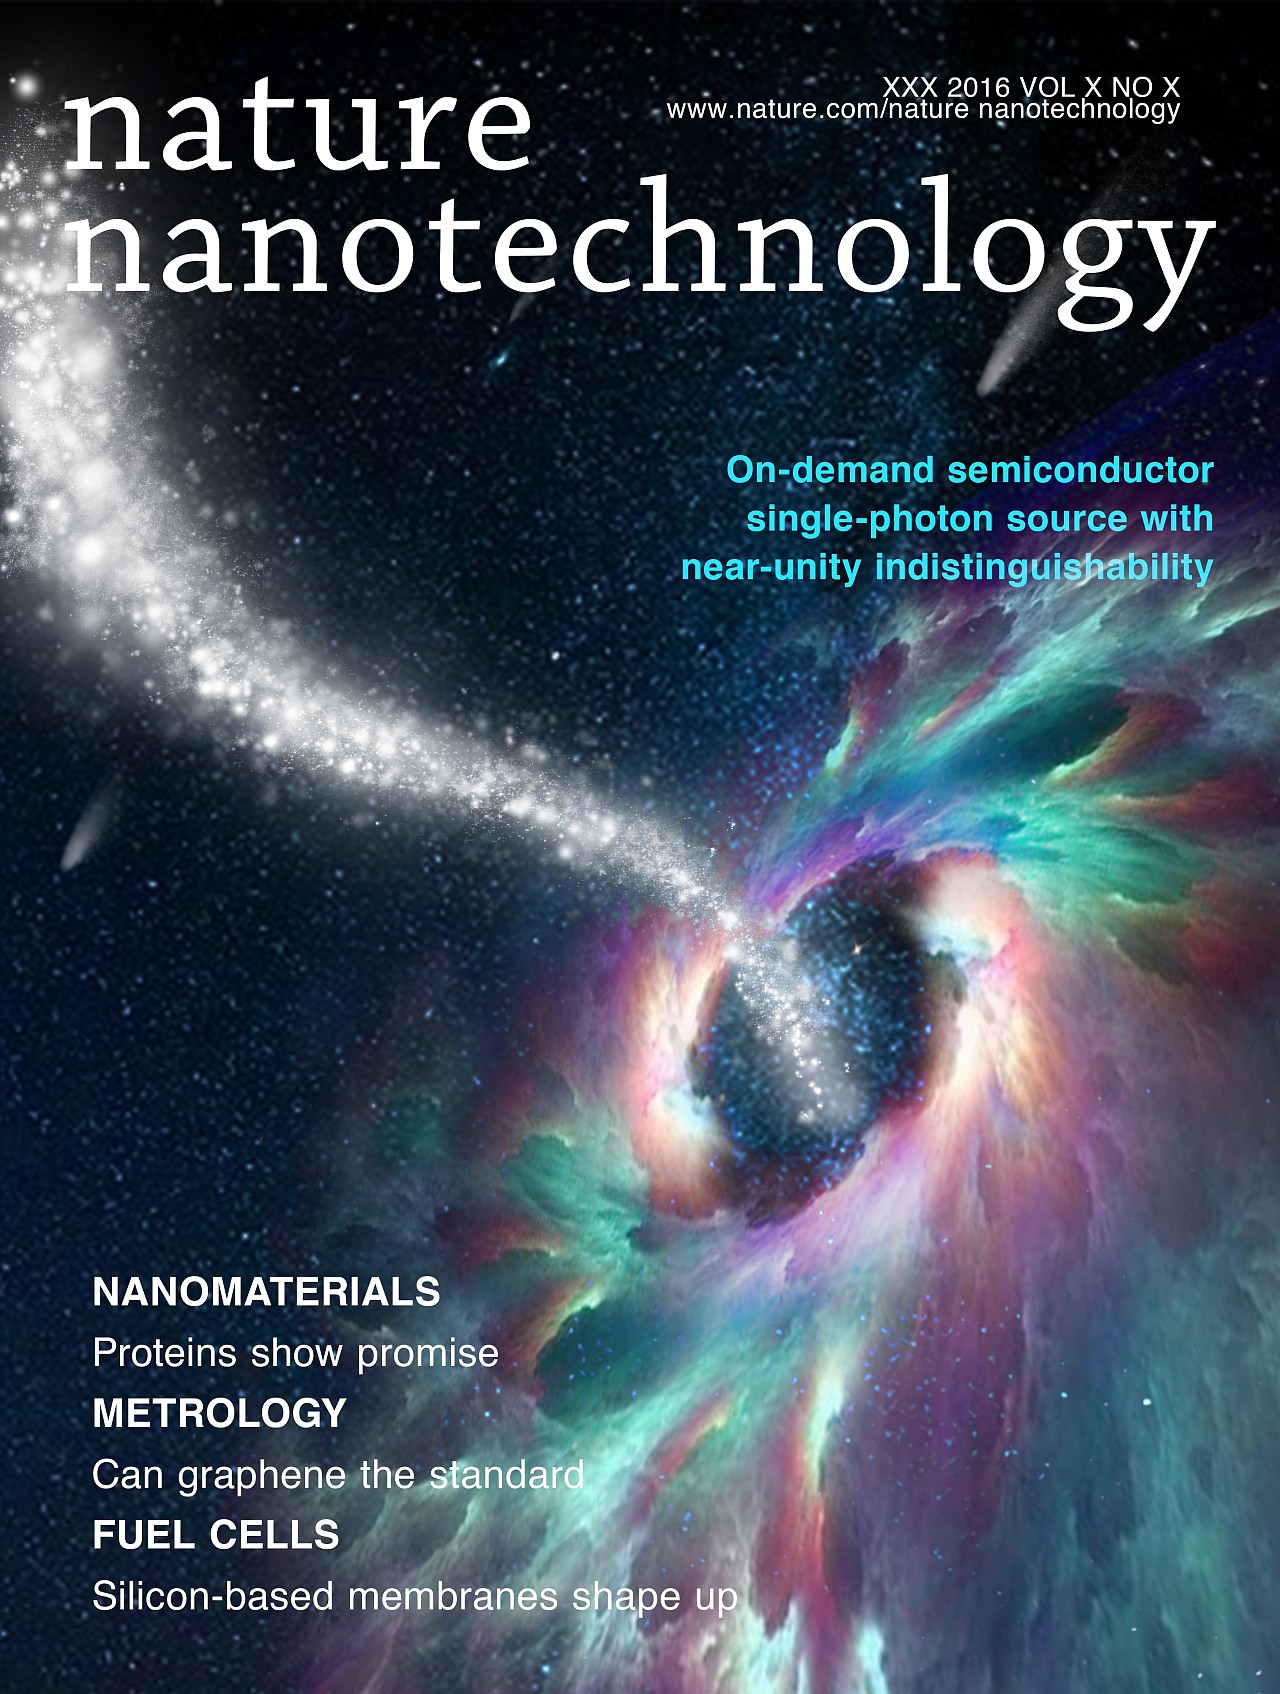 nature
XXX 2016 VOL X NO X
www.nature.com/nature nanotechnology
nanotechnology
On-demand semiconductor
single-photon source with
near-unity indistinguishability
NANOMATERIALS
Proteins show promise
METROLOGY
Can graphene the standard
FUEL CELLS
Silicon-based membranes shape up